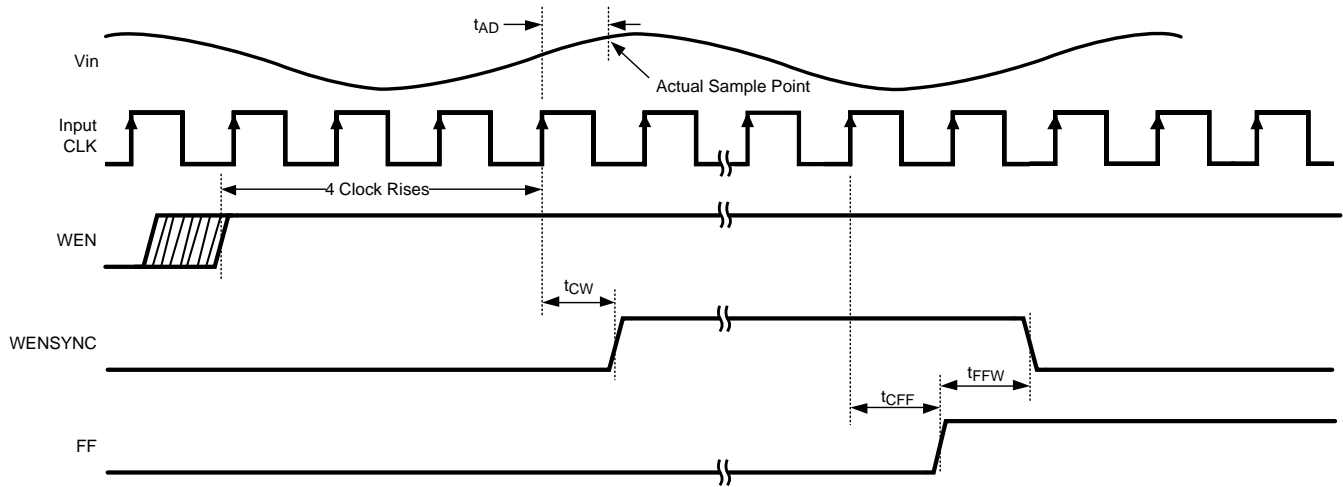 tAD
Vin
Actual Sample Point
Input
CLK
4 Clock Rises
WEN
tCW
WENSYNC
tFFW
tCFF
FF